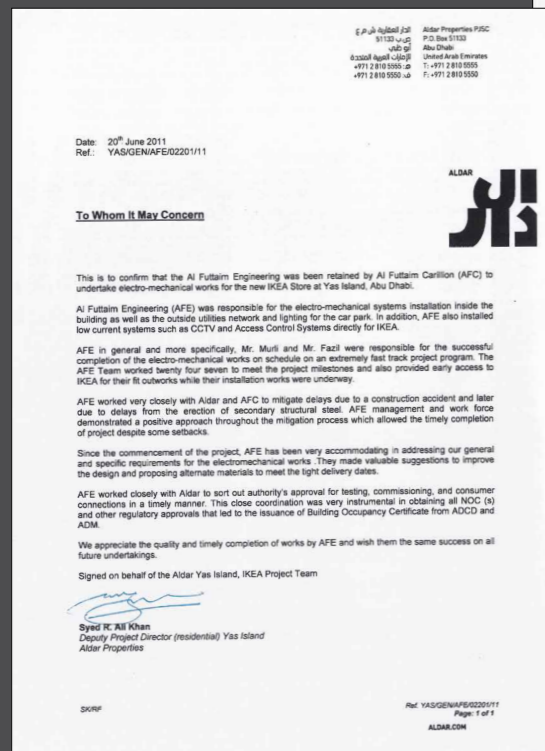 الدار العقارية ش م ع
ص ب 51133
أبو ظبي
الإمارات العربية المتحدة
+971 2 810 5555 :ه
+971 2 810 5550 :ف
Aldar Properties PJSC
P.O. Box 51133
Abu Dhabi
United Arab Emirates
T: +971 2 810 5555
F: +971 2 810 5550
Date: 20th June 2011
Ref.: YAS/GEN/AFE/02201/11
ALDAR
الدار
To Whom It May Concern
This is to confirm that the Al Futtaim Engineering was been retained by Al Futtaim Carillion (AFC) to
undertake electro-mechanical works for the new IKEA Store at Yas Island, Abu Dhabi.
Al Futtaim Engineering (AFE) was responsible for the electro-mechanical systems installation inside the
building as well as the outside utilities network and lighting for the car park. In addition, AFE also installed
low current systems such as CCTV and Access Control Systems directly for IKEA.
AFE in general and more specifically, Mr. Murli and Mr. Fazil were responsible for the successful
completion of the electro-mechanical works on schedule on an extremely fast track project program. The
AFE Team worked twenty four seven to meet the project milestones and also provided early access to
IKEA for their fit outworks while their installation works were underway.
AFE worked very closely with Aldar and AFC to mitigate delays due to a construction accident and later
due to delays from the erection of secondary structural steel. AFE management and work force
demonstrated a positive approach throughout the mitigation process which allowed the timely completion
of project despite some setbacks.
Since the commencement of the project, AFE has been very accommodating in addressing our general
and specific requirements for the electromechanical works .They made valuable suggestions to improve
the design and proposing alternate materials to meet the tight delivery dates.
AFE worked closely with Aldar to sort out authority's approval for testing, commissioning, and consumer
connections in a timely manner. This close coordination was very instrumental in obtaining all NOC (s)
and other regulatory approvals that led to the issuance of Building Occupancy Certificate from ADCD and
ADM.
We appreciate the quality and timely completion of works by AFE and wish them the same success on all
future undertakings.
Signed on behalf of the Aldar Yas Island, IKEA Project Team
Syed R. Ali Khan
Deputy Project Director (residential) Yas Island
Aldar Properties
SK/RF
Ref. YAS/GEN/AFE/02201/11
Page: 1 of 1
ALDAR.COM